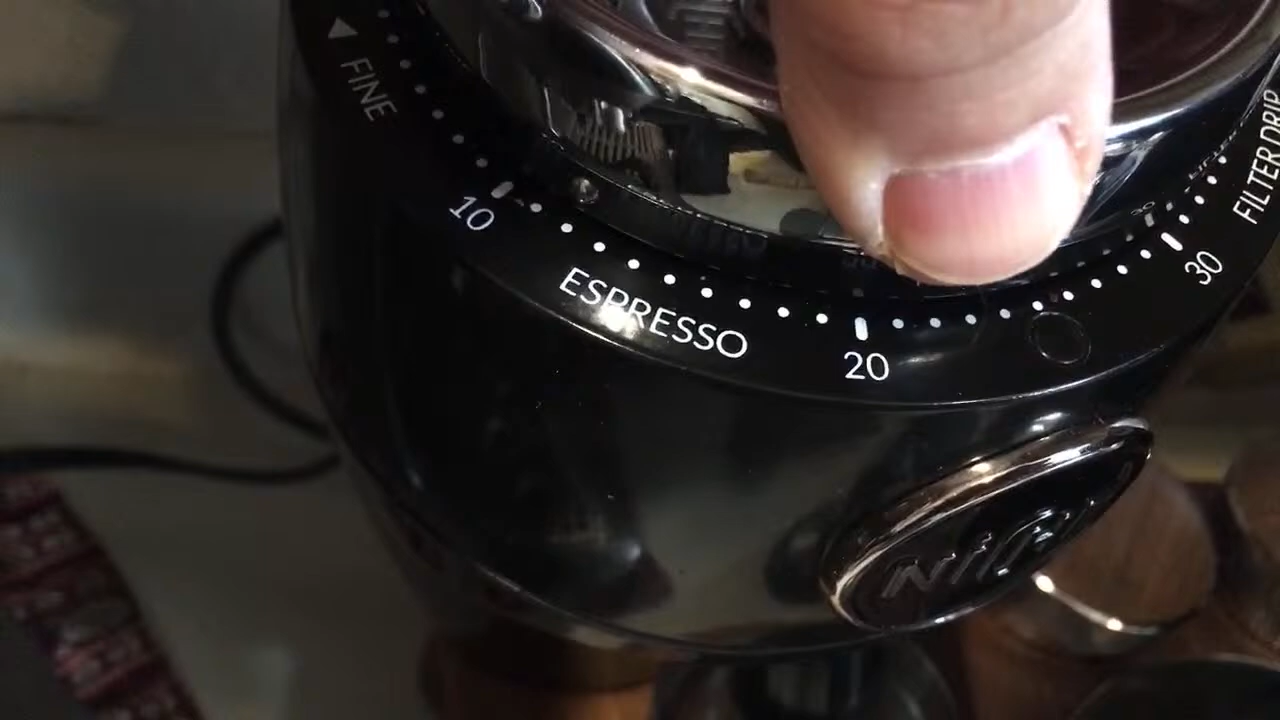 ◀ FINE
10
ESPRESSO
20
30
FILTER DRIP